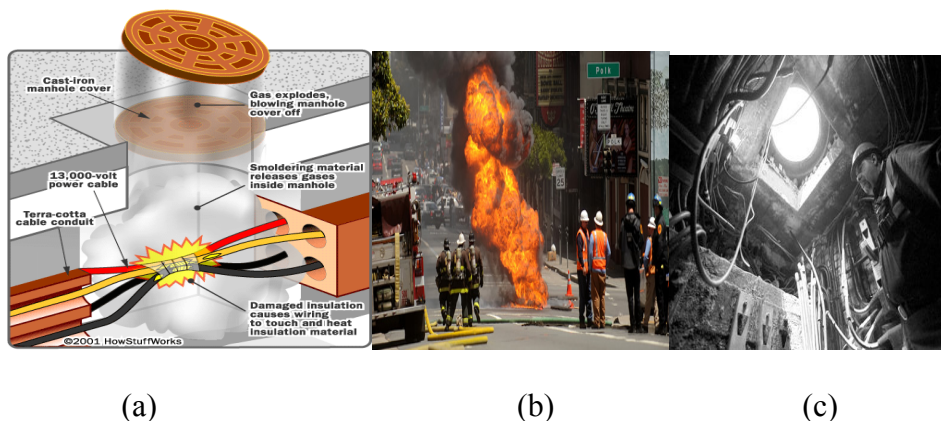 Cast-iron
manhole cover
Gas explodes,
blowing manhole
cover off
13,000-volt
power cable
Smoldering material
releases gases
inside manhole
Terra-cotta
cable conduit
Damaged insulation
causes wiring
to touch and heat
insulation material
©2001 HowStuffWorks
Polk
25
(a)
(b)
(c)